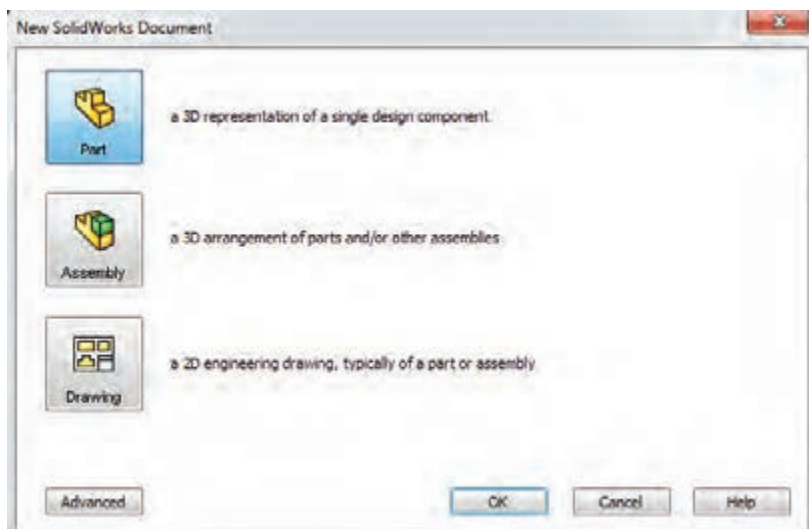 New SolidWorks Document
Part
a 3D representation of a single design component
Assembly
a 3D arrangement of parts and/or other assemblies
Drawing
a 2D engineering drawing, typically of a part or assembly
Advanced
OK
Cancel
Help